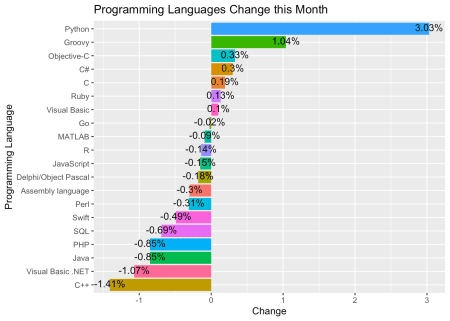 Programming Languages Change this Month
Programming Language
Python 3.03%
Groovy 1.04%
Objective-C 0.33%
C# 0.3%
C 0.19%
Ruby 0.13%
Visual Basic 0.1%
Go -0.02%
MATLAB -0.09%
R -0.14%
JavaScript -0.15%
Delphi/Object Pascal -0.18%
Assembly language -0.3%
Perl -0.31%
Swift -0.49%
SQL -0.69%
PHP -0.85%
Java -0.85%
Visual Basic .NET -1.07%
C++ -1.41%
-1 0 1 2 3
Change